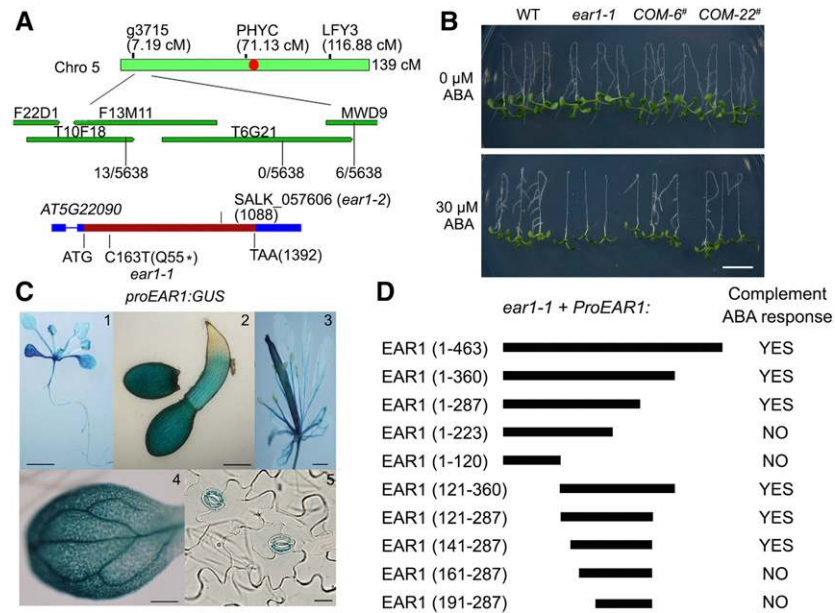 A
g3715 PHYC LFY3
(7.19 cM) (71.13 cM) (116.88 cM)
Chro 5 139 cM
F22D1 F13M11 MWD9
T10F18 T6G21
13/5638 0/5638 6/5638
SALK_057606 (ear1-2)
AT5G22090 (1088)
ATG C163T(Q55*) TAA(1392)
ear1-1
B
WT ear1-1 COM-6# COM-22#
0 µM
ABA
30 µM
ABA
C
proEAR1:GUS
1 2 3
4 5
D
ear1-1 + ProEAR1: Complement
ABA response
EAR1 (1-463) YES
EAR1 (1-360) YES
EAR1 (1-287) YES
EAR1 (1-223) NO
EAR1 (1-120) NO
EAR1 (121-360) YES
EAR1 (121-287) YES
EAR1 (141-287) YES
EAR1 (161-287) NO
EAR1 (191-287) NO